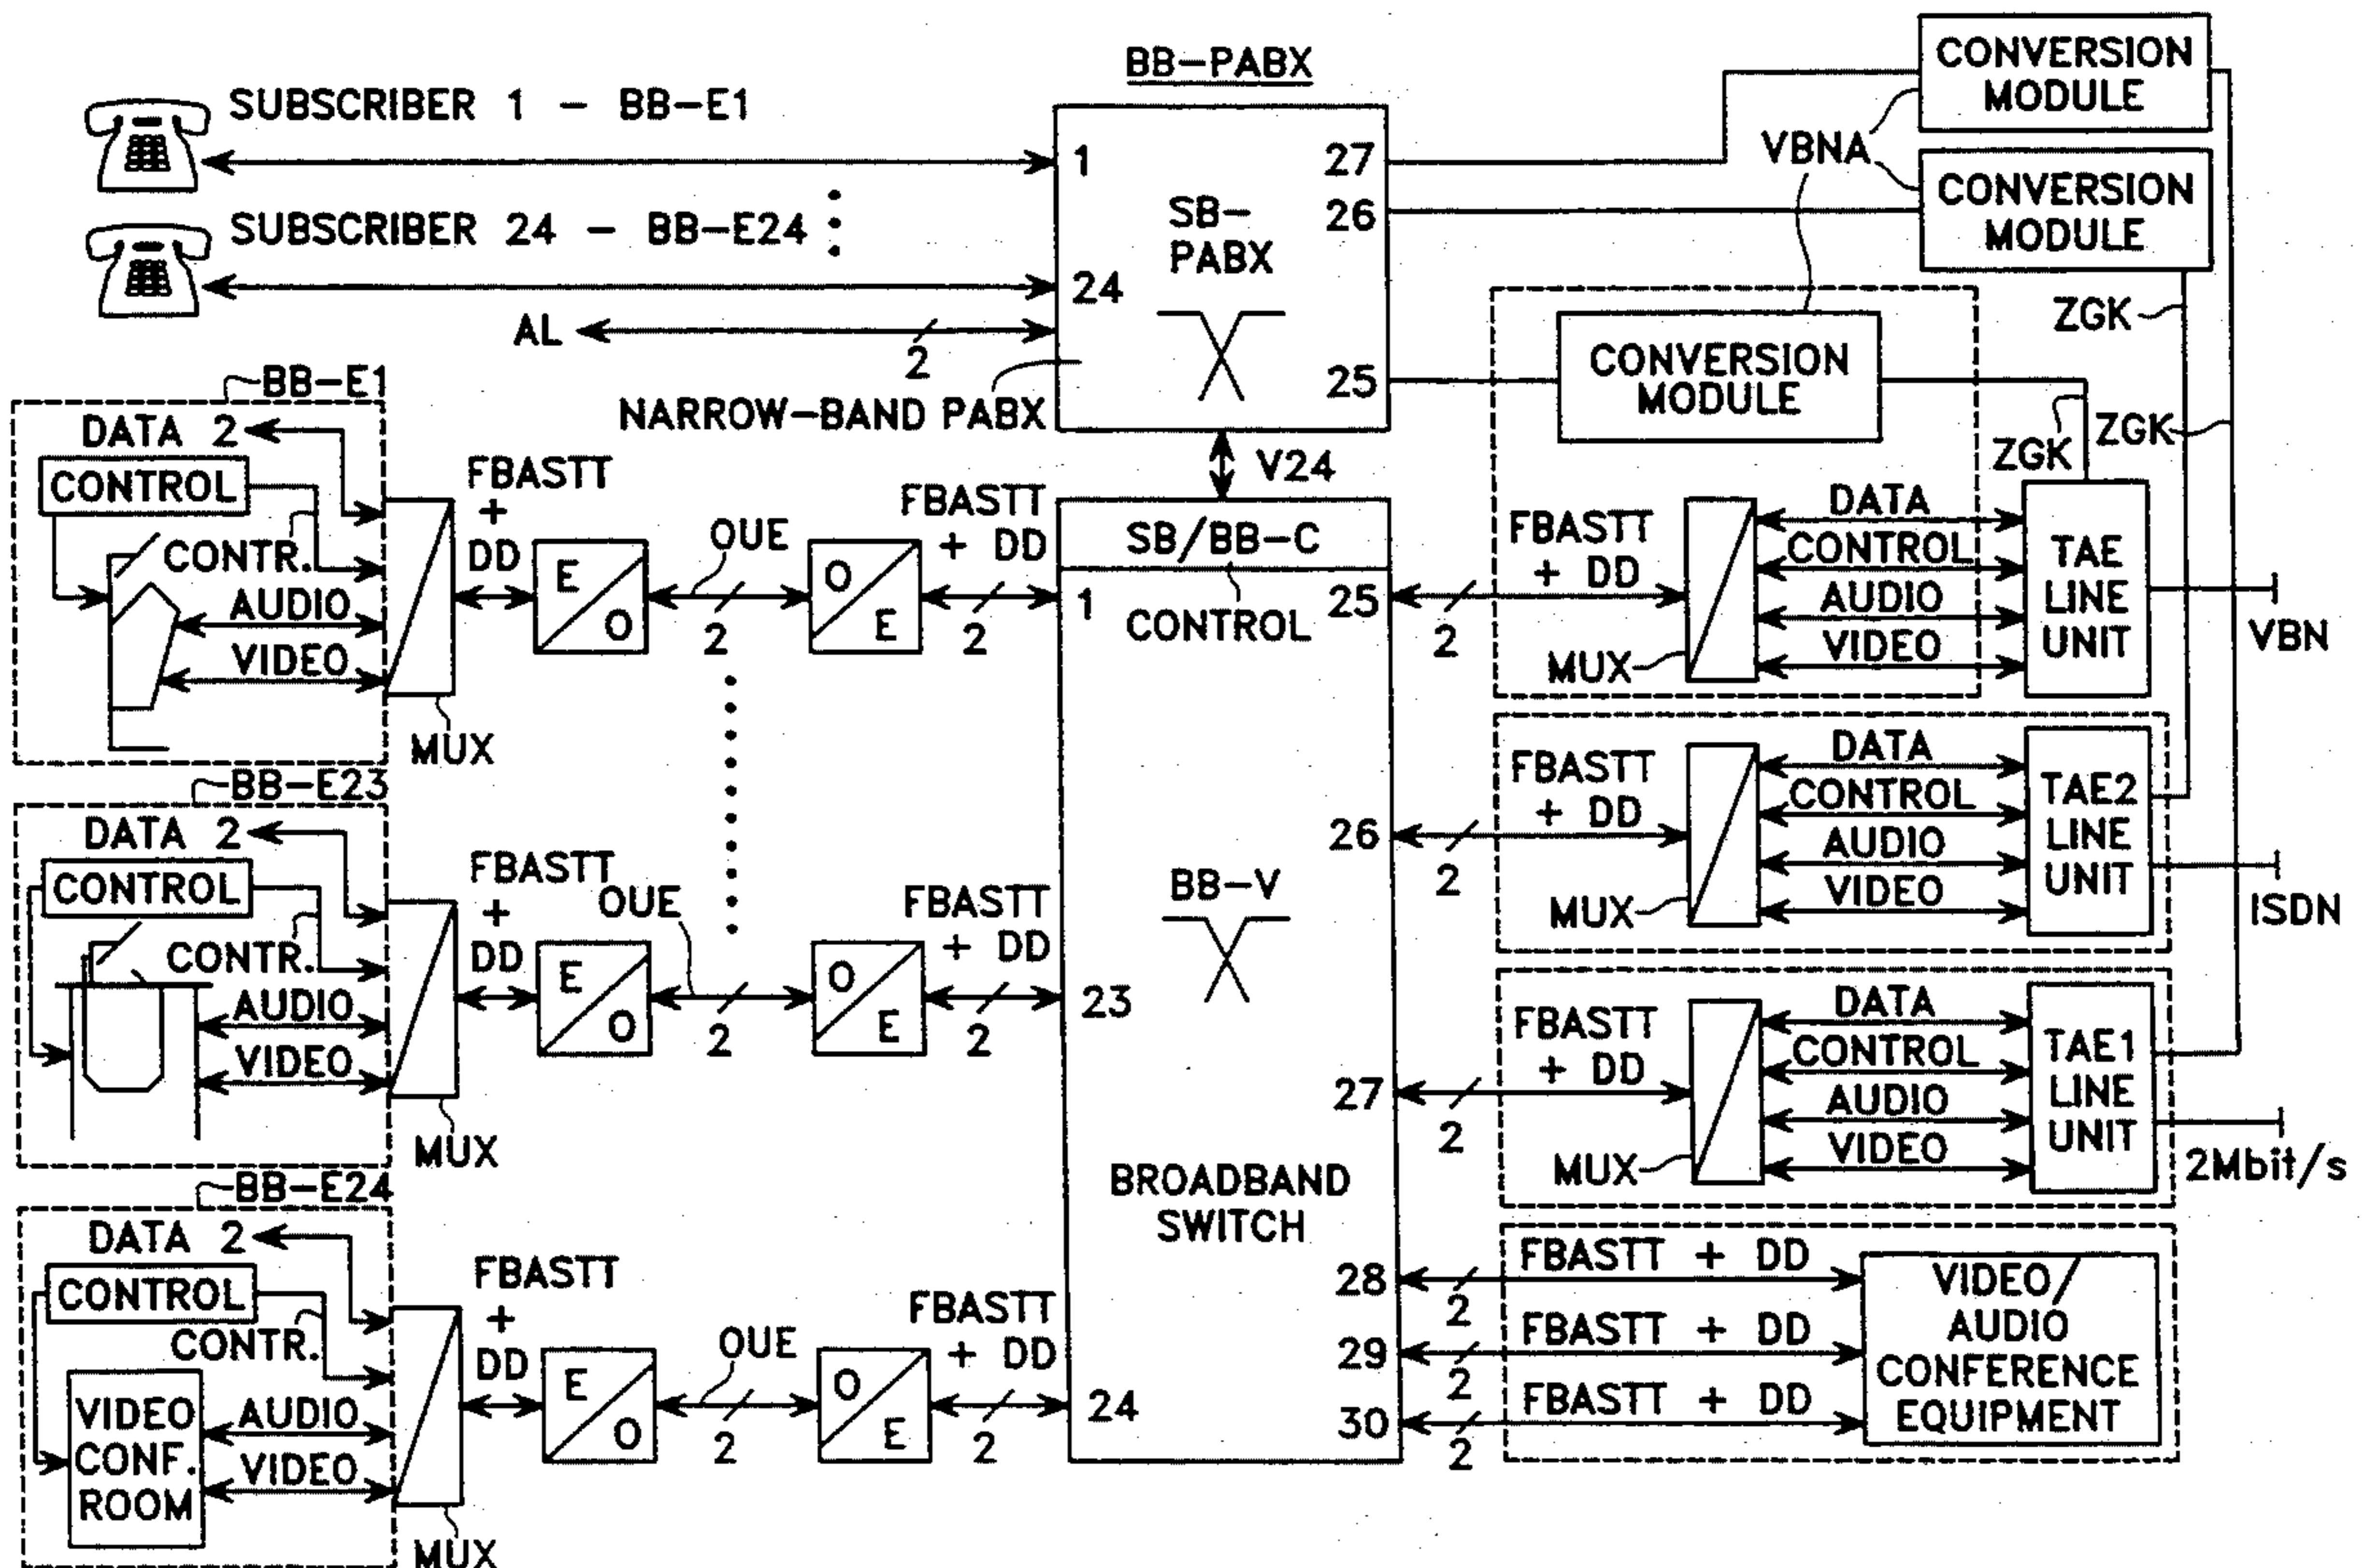 BB-PABX
SUBSCRIBER 1 - BB-E1
SUBSCRIBER 24 - BB-E24
AL
2
1
24
SB-
PABX
27
26
25
NARROW-BAND PABX
V24
CONVERSION
MODULE
VBNA
CONVERSION
MODULE
CONVERSION
MODULE
ZGK
ZGK
ZGK
BB-E1
DATA 2
CONTROL
CONTR.
AUDIO
VIDEO
MUX
FBASTT
+
DD
E
O
OUE
2
O
E
FBASTT
+ DD
2
BB-E23
DATA 2
CONTROL
CONTR.
AUDIO
VIDEO
MUX
FBASTT
+
DD
E
O
OUE
2
O
E
FBASTT
+ DD
2
BB-E24
DATA 2
CONTROL
CONTR.
VIDEO
CONF.
ROOM
AUDIO
VIDEO
MUX
FBASTT
+
DD
E
O
OUE
2
O
E
FBASTT
+ DD
2
SB/BB-C
CONTROL
1
23
24
BB-V
BROADBAND
SWITCH
25
26
27
28
29
30
2
FBASTT
+ DD
MUX
DATA
CONTROL
AUDIO
VIDEO
TAE
LINE
UNIT
VBN
2
FBASTT
+ DD
MUX
DATA
CONTROL
AUDIO
VIDEO
TAE2
LINE
UNIT
ISDN
2
FBASTT
+ DD
MUX
DATA
CONTROL
AUDIO
VIDEO
TAE1
LINE
UNIT
2Mbit/s
2
FBASTT + DD
2
FBASTT + DD
2
FBASTT + DD
VIDEO/
AUDIO
CONFERENCE
EQUIPMENT